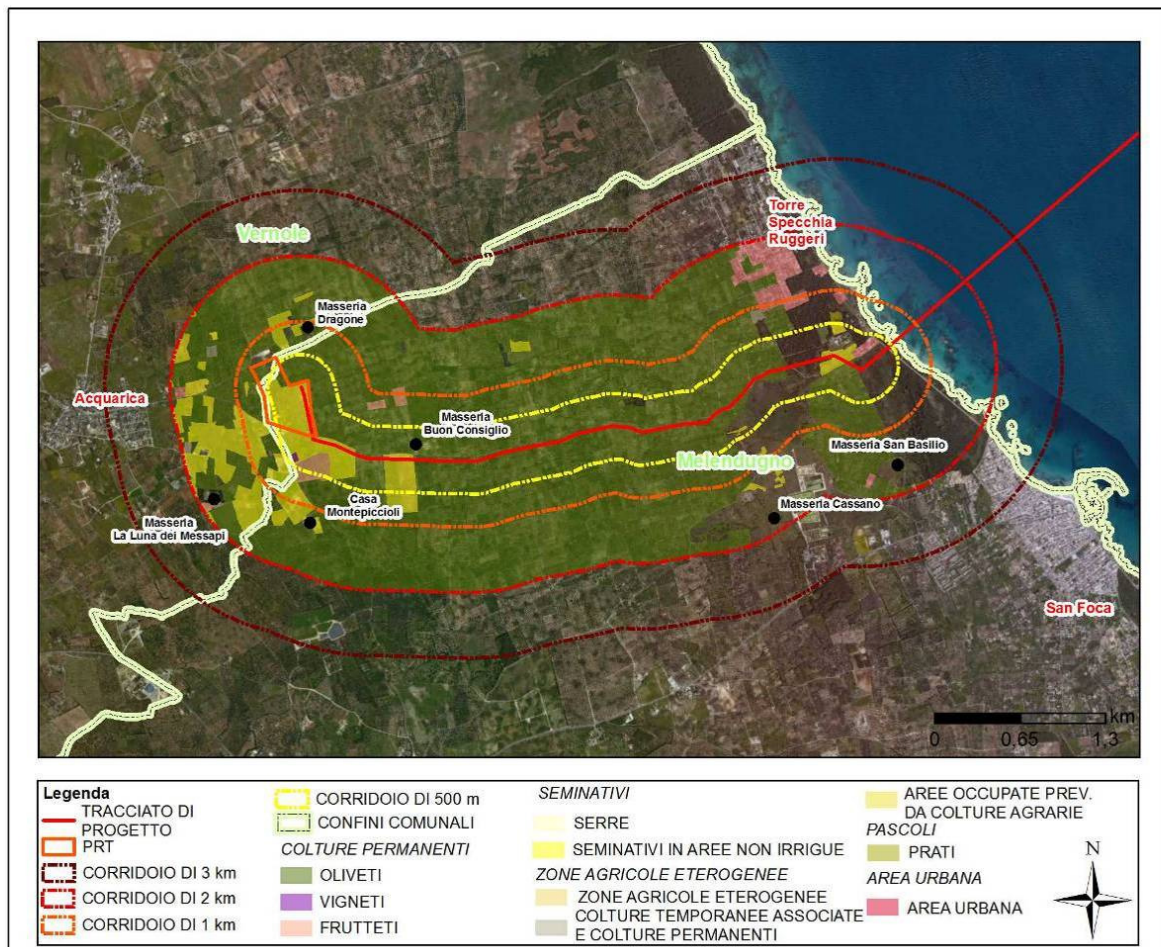 Torre
Specchia
Ruggeri
Vernole
Masseria
Dragone
Acquarica
Masseria
Buon Consiglio
Melendugno
Masseria San Basilio
Casa
Montepiccioli
Masseria
La Luna dei Messapi
Masseria Cassano
San Foca
km
0 0,65 1,3
Legenda
TRACCIATO DI
PROGETTO
PRT
CORRIDOIO DI 3 km
CORRIDOIO DI 2 km
CORRIDOIO DI 1 km
CORRIDOIO DI 500 m
CONFINI COMUNALI
COLTURE PERMANENTI
OLIVETI
VIGNETI
FRUTTETI
SEMINATIVI
SERRE
SEMINATIVI IN AREE NON IRRIGUE
ZONE AGRICOLE ETEROGENEE
ZONE AGRICOLE ETEROGENEE
COLTURE TEMPORANEE ASSOCIATE
E COLTURE PERMANENTI
AREE OCCUPATE PREV.
DA COLTURE AGRARIE
PASCOLI
PRATI
AREA URBANA
AREA URBANA
N